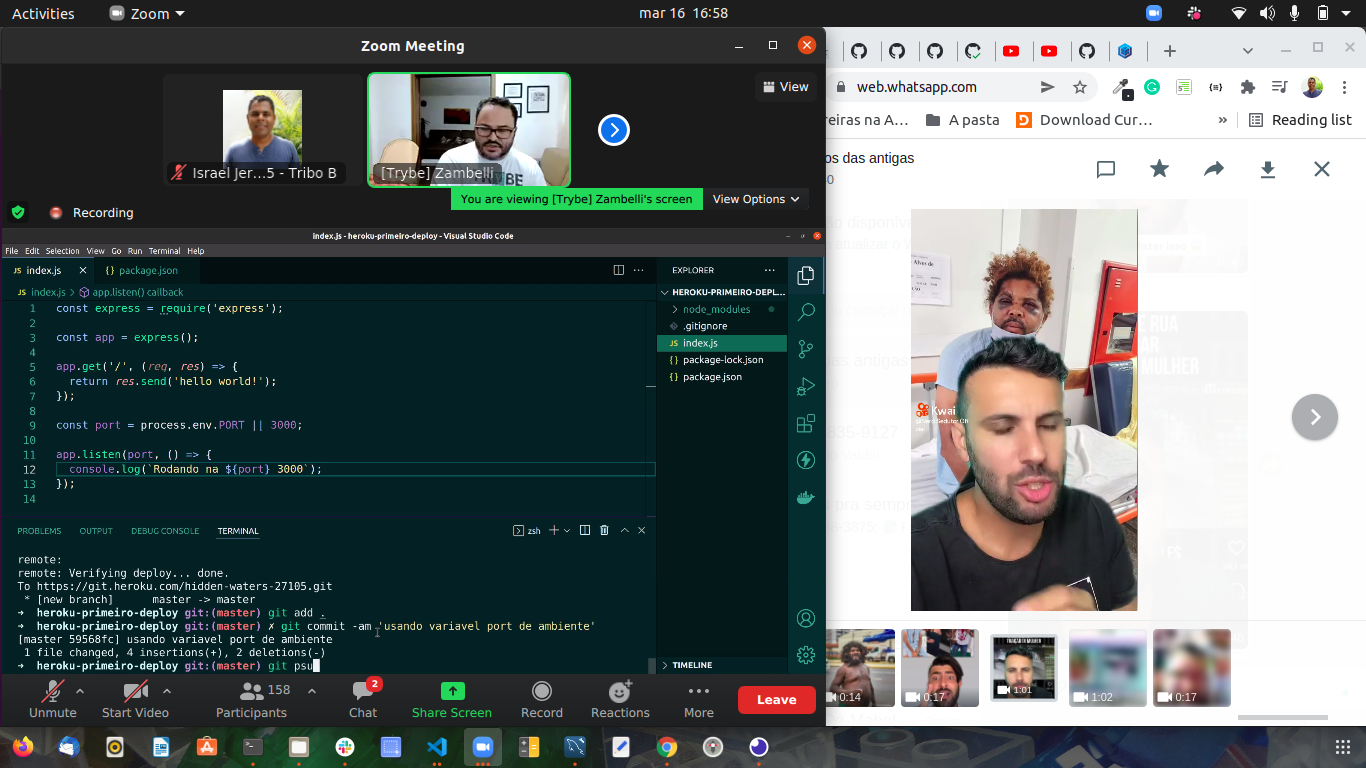 Activities
Zoom
mar 16 16:58
Zoom Meeting
View
Israel Jer...5 - Tribo B
[Trybe] Zambelli
You are viewing [Trybe] Zambelli's screen
View Options
Recording
index.js - heroku-primeiro-deploy - Visual Studio Code
File Edit Selection View Go Run Terminal Help
JS index.js
{ } package.json
JS index.js > app.listen() callback
1 const express = require('express');
2
3 const app = express();
4
5 app.get('/', (req, res) => {
6 return res.send('hello world!');
7 });
8
9 const port = process.env.PORT || 3000;
10
11 app.listen(port, () => {
12 console.log(`Rodando na ${port} 3000`);
13 });
14
EXPLORER
HEROKU-PRIMEIRO-DEPL...
node_modules
.gitignore
JS index.js
{ } package-lock.json
{ } package.json
TIMELINE
PROBLEMS OUTPUT DEBUG CONSOLE TERMINAL
zsh
remote:
remote: Verifying deploy... done.
To https://git.heroku.com/hidden-waters-27105.git
* [new branch] master -> master
➜ heroku-primeiro-deploy git:(master) git add .
➜ heroku-primeiro-deploy git:(master) ✗ git commit -am 'usando variavel port de ambiente'
[master 59568fc] usando variavel port de ambiente
1 file changed, 4 insertions(+), 2 deletions(-)
➜ heroku-primeiro-deploy git:(master) git psu
Unmute
Start Video
158
Participants
2
Chat
Share Screen
Record
Reactions
More
Leave
web.whatsapp.com
reiras na A...
A pasta
Download Cur...
»
Reading list
os das antigas
Kwai
835-9127
E RUA
AR
MULHER
0:14
0:17
1:01
1:02
0:17